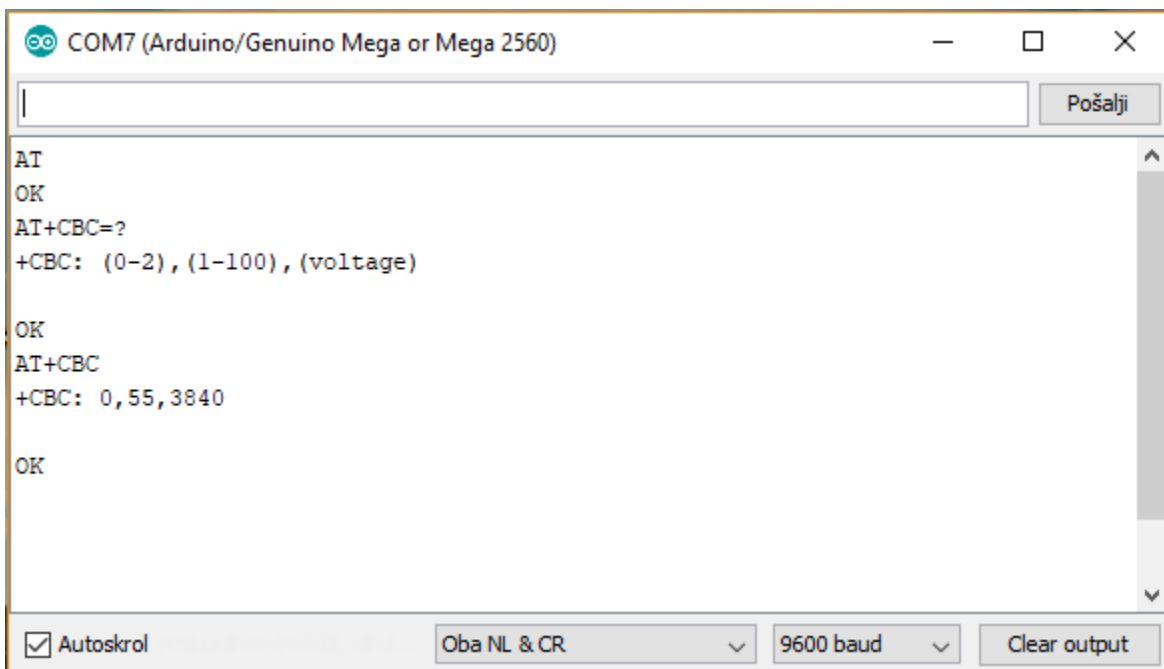 COM7 (Arduino/Genuino Mega or Mega 2560)
Pošalji
AT
OK
AT+CBC=?
+CBC: (0-2),(1-100),(voltage)
OK
AT+CBC
+CBC: 0,55,3840
OK
Autoskrol
Oba NL & CR
9600 baud
Clear output